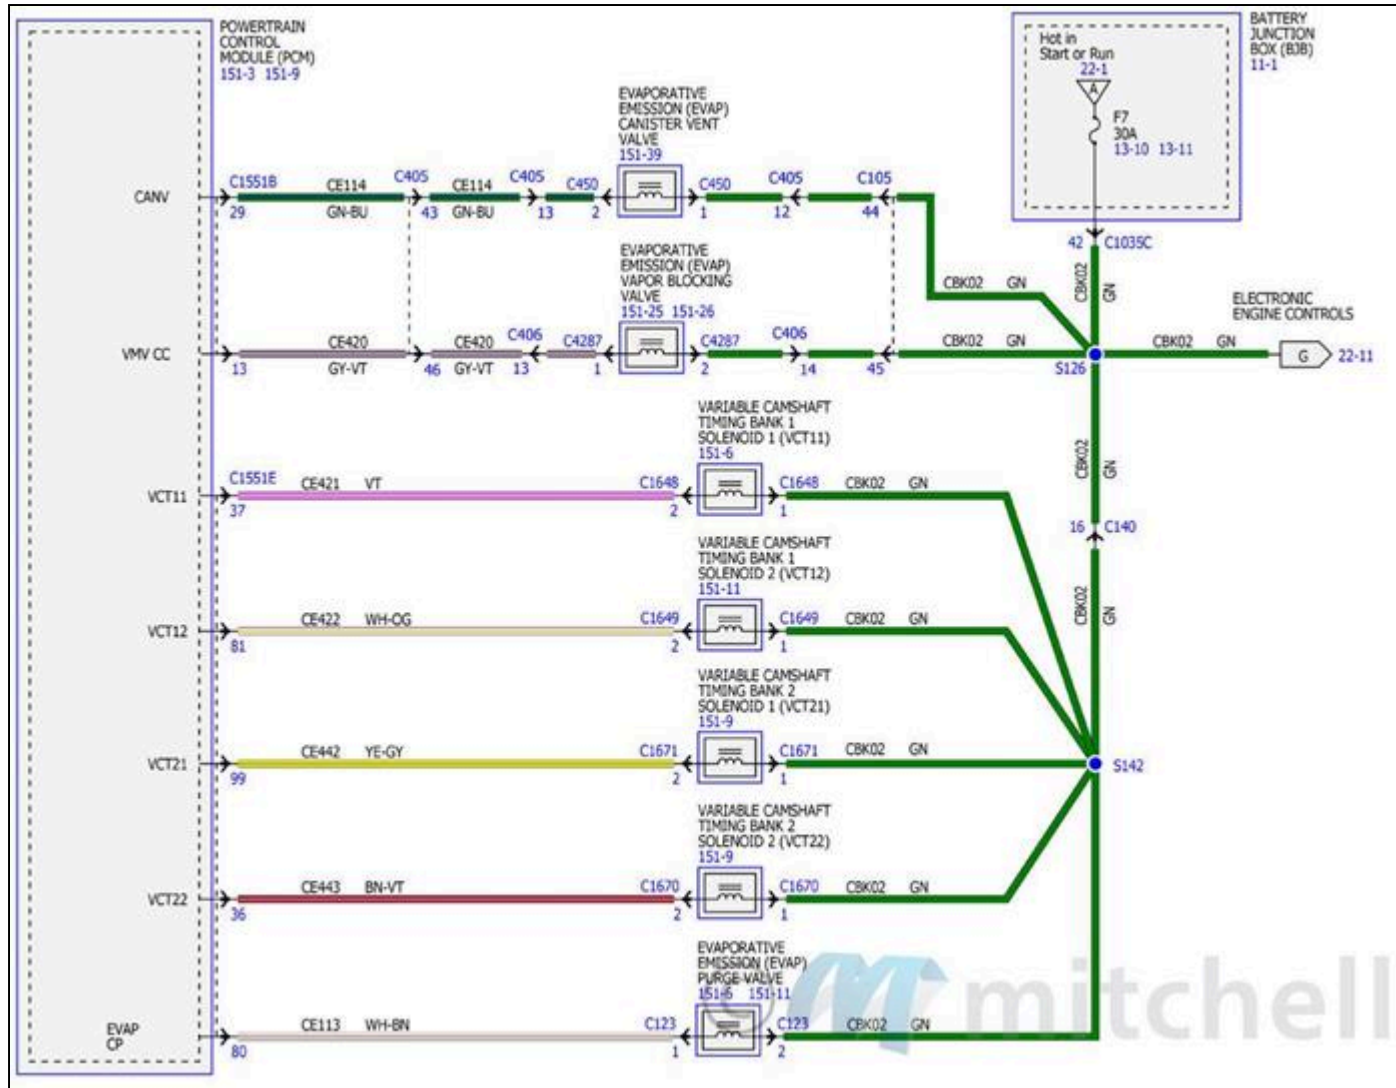 POWERTRAIN
CONTROL
MODULE (PCM)
151-3 151-9
BATTERY
JUNCTION
BOX (BJB)
11-1
Hot in
Start or Run
22-1
A
F7
30A
13-10 13-11
42 C1035C
CBK02 GN
EVAPORATIVE
EMISSION (EVAP)
CANISTER VENT
VALVE
151-39
CANV
C1551B CE114 C405 CE114 C405 C450 C450 C405 C105
29 GN-BU 43 GN-BU 13 2 1 12 44
CBK02 GN
EVAPORATIVE
EMISSION (EVAP)
VAPOR BLOCKING
VALVE
151-25 151-26
VMV CC
CE420 CE420 C406 C4287 C4287 C406 CBK02 GN
13 GY-VT 46 GY-VT 13 1 2 14 45
S126
CBK02 GN
ELECTRONIC
ENGINE CONTROLS
G 22-11
CBK02 GN
VARIABLE CAMSHAFT
TIMING BANK 1
SOLENOID 1 (VCT11)
151-6
VCT11
C1551E CE421 VT C1648 C1648 CBK02 GN
37 2 1
16 C140
CBK02 GN
VARIABLE CAMSHAFT
TIMING BANK 1
SOLENOID 2 (VCT12)
151-11
VCT12
CE422 WH-OG C1649 C1649 CBK02 GN
81 2 1
VARIABLE CAMSHAFT
TIMING BANK 2
SOLENOID 1 (VCT21)
151-9
VCT21
CE442 YE-GY C1671 C1671 CBK02 GN
99 2 1
S142
VARIABLE CAMSHAFT
TIMING BANK 2
SOLENOID 2 (VCT22)
151-9
VCT22
CE443 BN-VT C1670 C1670 CBK02 GN
36 2 1
EVAPORATIVE
EMISSION (EVAP)
PURGE VALVE
151-6 151-11
EVAP
CP
CE113 WH-BN C123 C123 CBK02 GN
80 1 2
mitchell